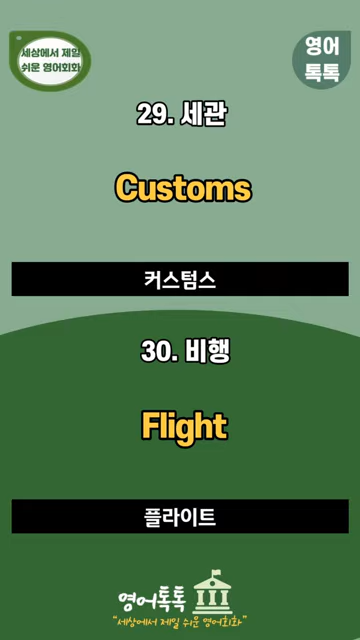 세상에서 제일
쉬운 영어회화
영어
톡톡
29. 세관
Customs
커스텀스
30. 비행
Flight
플라이트
영어톡톡
"세상에서 제일 쉬운 영어회화"